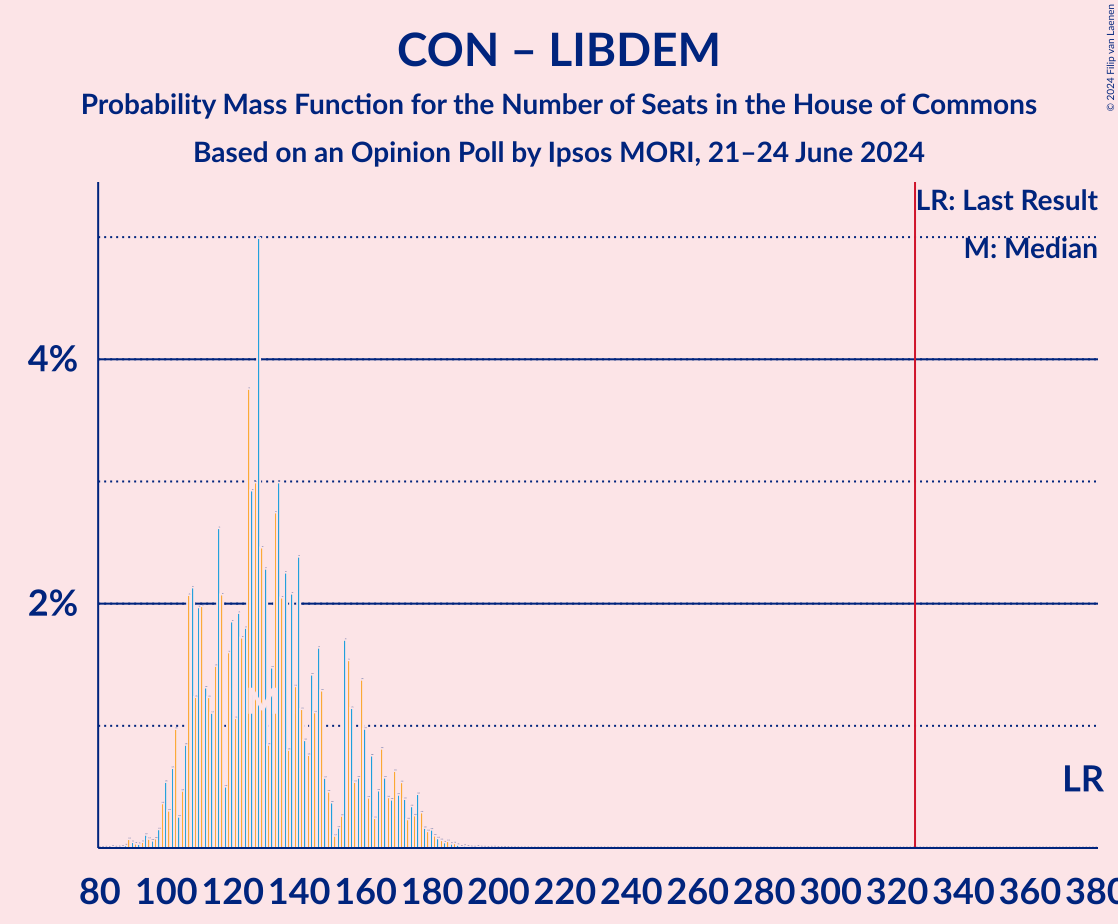 CON – LIBDEM
Probability Mass Function for the Number of Seats in the House of Commons
Based on an Opinion Poll by Ipsos MORI, 21–24 June 2024
© 2024 Filip van Laenen
LR: Last Result
M: Median
4%
2%
LR
80 100 120 140 160 180 200 220 240 260 280 300 320 340 360 380